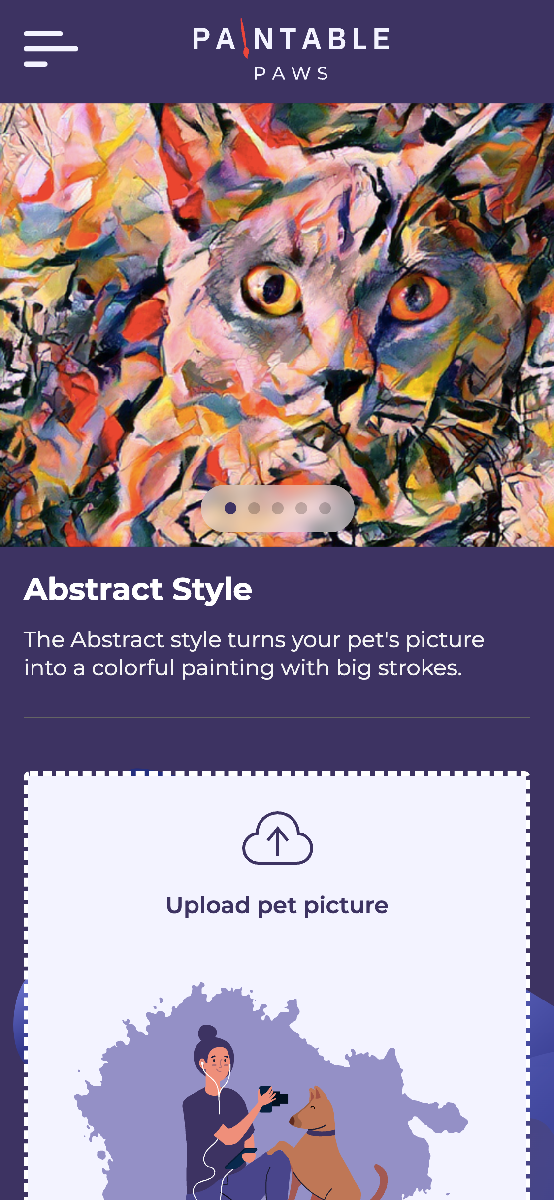 PAINTABLE
PAWS
Abstract Style
The Abstract style turns your pet's picture
into a colorful painting with big strokes.
Upload pet picture